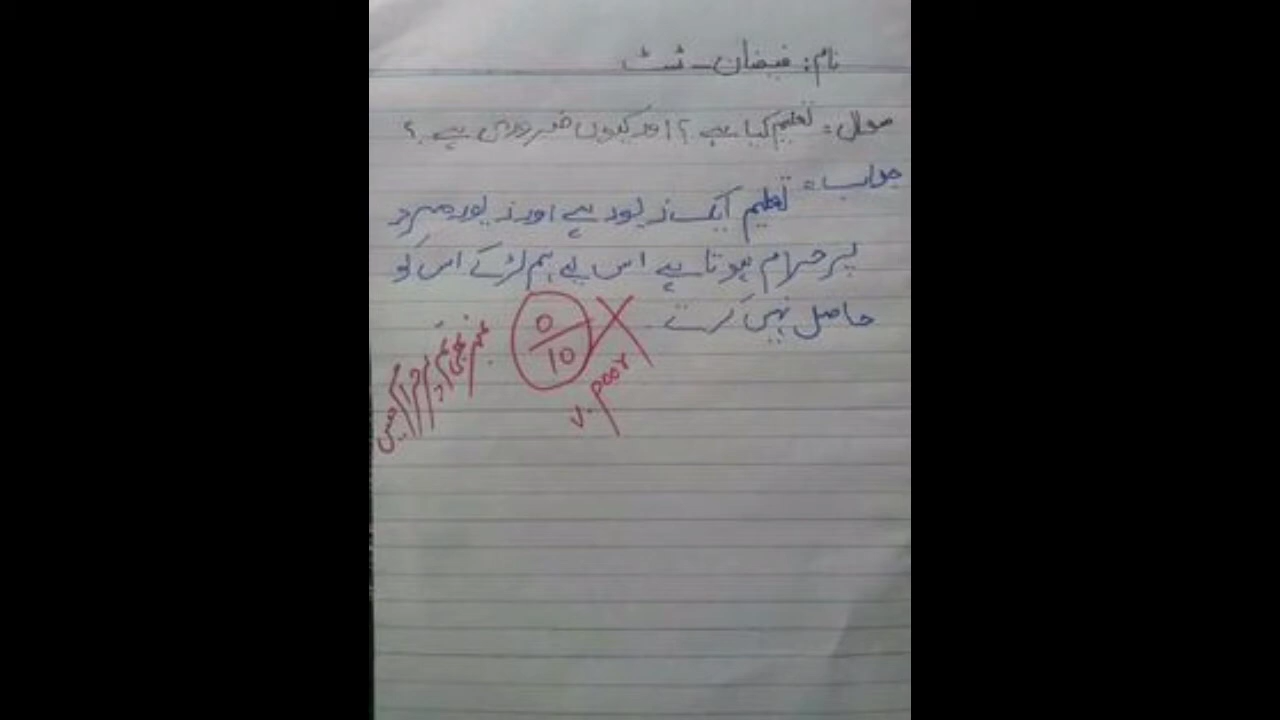 نام: فیضان - ٹسٹ
سوال: تعلیم کیا ہے؟ اور کیوں ضروری ہے؟
جواب: تعلیم ایک زیور ہے اور زیور مرد
پر حرام ہوتا ہے اس لیے ہم لڑکے اس کو
حاصل نہیں کرتے
0/10
v. poor